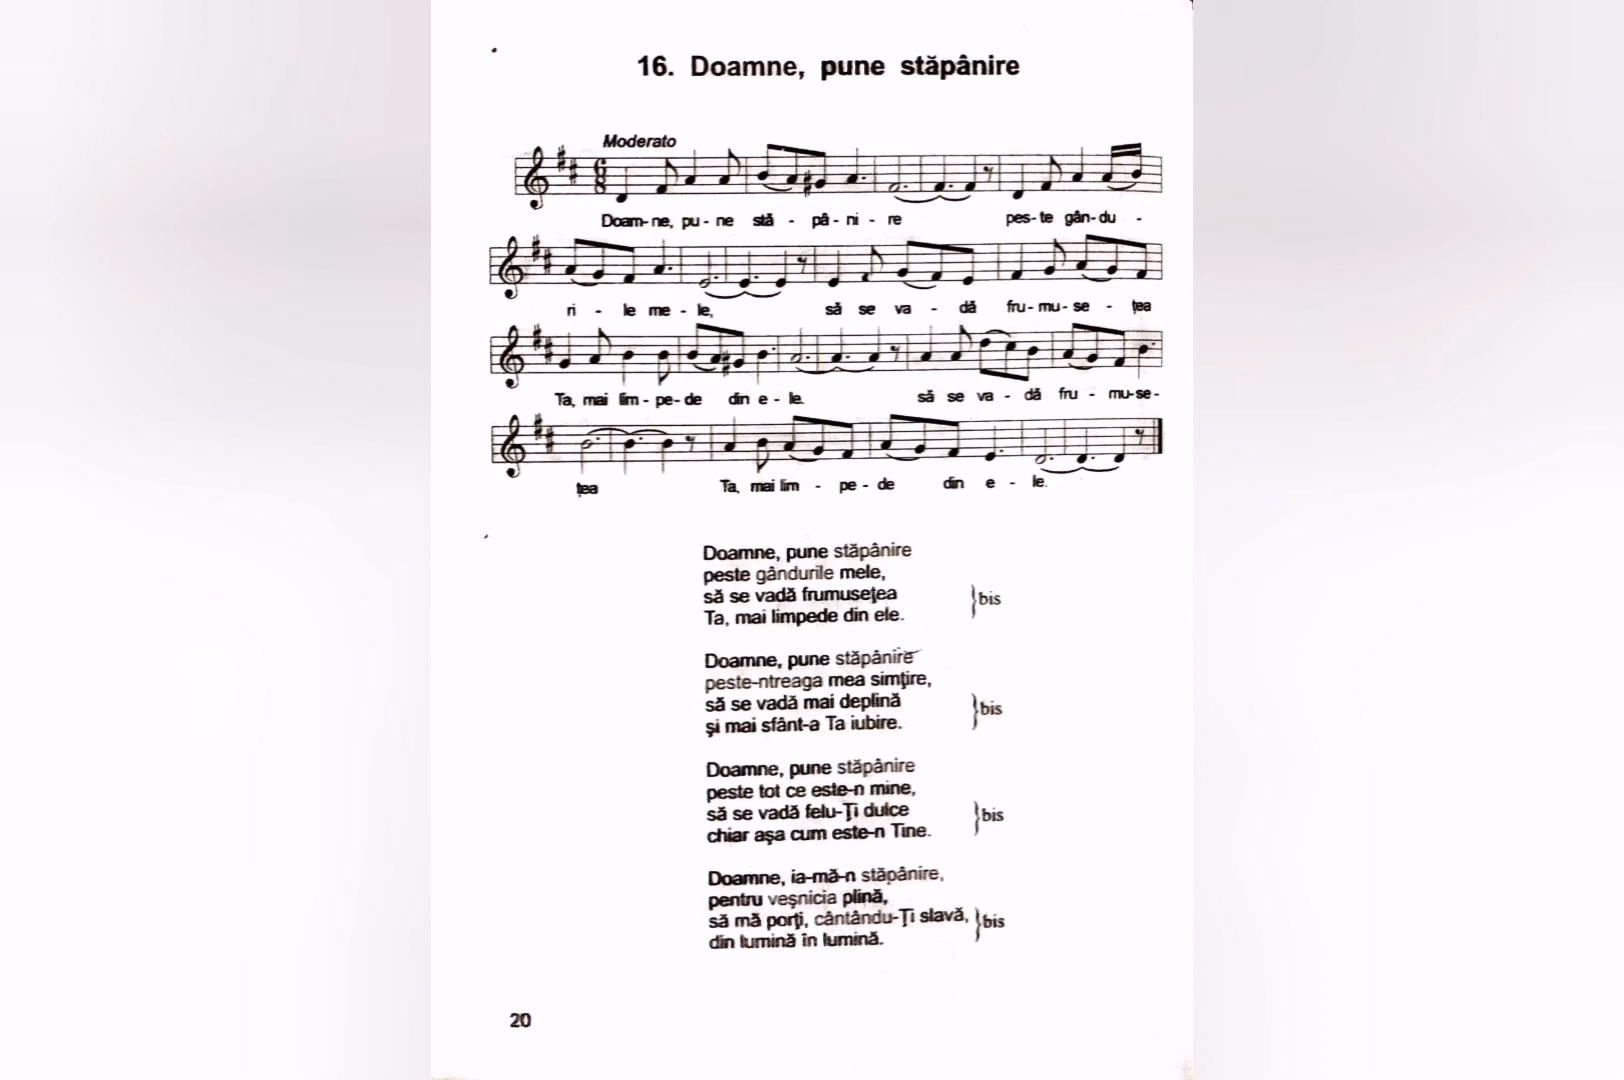 16. Doamne, pune stăpânire
Moderato
6
8
Doam-ne, pu - ne stă - pâ - ni - re pes - te gân - du -
ri - le me - le, să se va - dă fru - mu - se - țea
Ta, mai lim - pe - de din e - le. să se va - dă fru - mu-se-
țea Ta, mai lim - pe - de din e - le.
Doamne, pune stăpânire
peste gândurile mele,
să se vadă frumuseţea
Ta, mai limpede din ele.
}bis
Doamne, pune stăpânire
peste-ntreaga mea simţire,
să se vadă mai deplină
şi mai sfânt-a Ta iubire.
}bis
Doamne, pune stăpânire
peste tot ce este-n mine,
să se vadă felu-Ţi dulce
chiar aşa cum este-n Tine.
}bis
Doamne, ia-mă-n stăpânire,
pentru veşnicia plină,
să mă porţi, cântându-Ţi slavă,
din lumină în lumină.
}bis
20